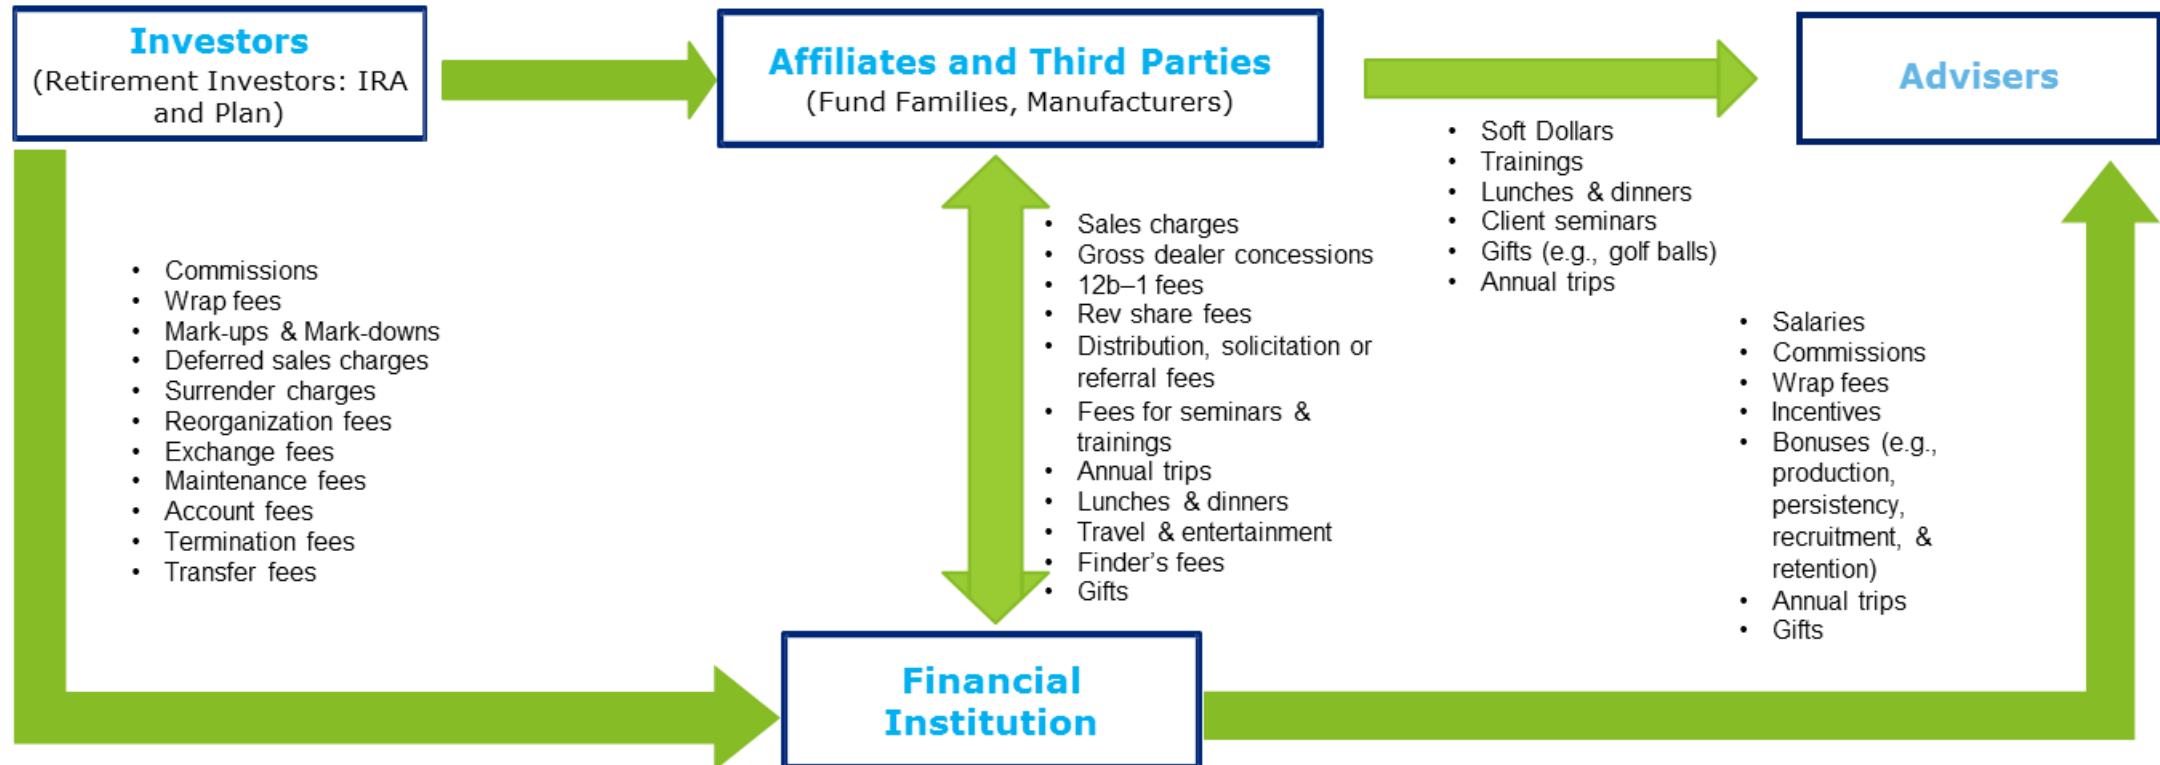 Investors
(Retirement Investors: IRA
and Plan)
Affiliates and Third Parties
(Fund Families, Manufacturers)
Advisers
• Soft Dollars
• Trainings
• Lunches & dinners
• Client seminars
• Gifts (e.g., golf balls)
• Annual trips
• Commissions
• Wrap fees
• Mark-ups & Mark-downs
• Deferred sales charges
• Surrender charges
• Reorganization fees
• Exchange fees
• Maintenance fees
• Account fees
• Termination fees
• Transfer fees
• Sales charges
• Gross dealer concessions
• 12b–1 fees
• Rev share fees
• Distribution, solicitation or
referral fees
• Fees for seminars &
trainings
• Annual trips
• Lunches & dinners
• Travel & entertainment
• Finder’s fees
• Gifts
• Salaries
• Commissions
• Wrap fees
• Incentives
• Bonuses (e.g.,
production,
persistency,
recruitment, &
retention)
• Annual trips
• Gifts
Financial
Institution